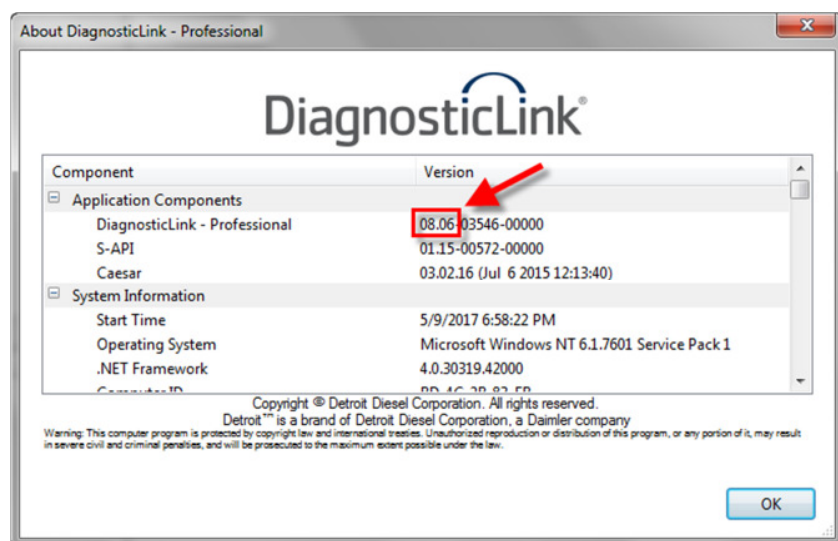 About DiagnosticLink - Professional
DiagnosticLink®
Component Version
Application Components
DiagnosticLink - Professional 08.06-03546-00000
S-API 01.15-00572-00000
Caesar 03.02.16 (Jul 6 2015 12:13:40)
System Information
Start Time 5/9/2017 6:58:22 PM
Operating System Microsoft Windows NT 6.1.7601 Service Pack 1
.NET Framework 4.0.30319.42000
Copyright © Detroit Diesel Corporation. All rights reserved.
Detroit™ is a brand of Detroit Diesel Corporation, a Daimler company
Warning: This computer program is protected by copyright law and international treaties. Unauthorized reproduction or distribution of this program, or any portion of it, may result
in severe civil and criminal penalties, and will be prosecuted to the maximum extent possible under the law.
OK